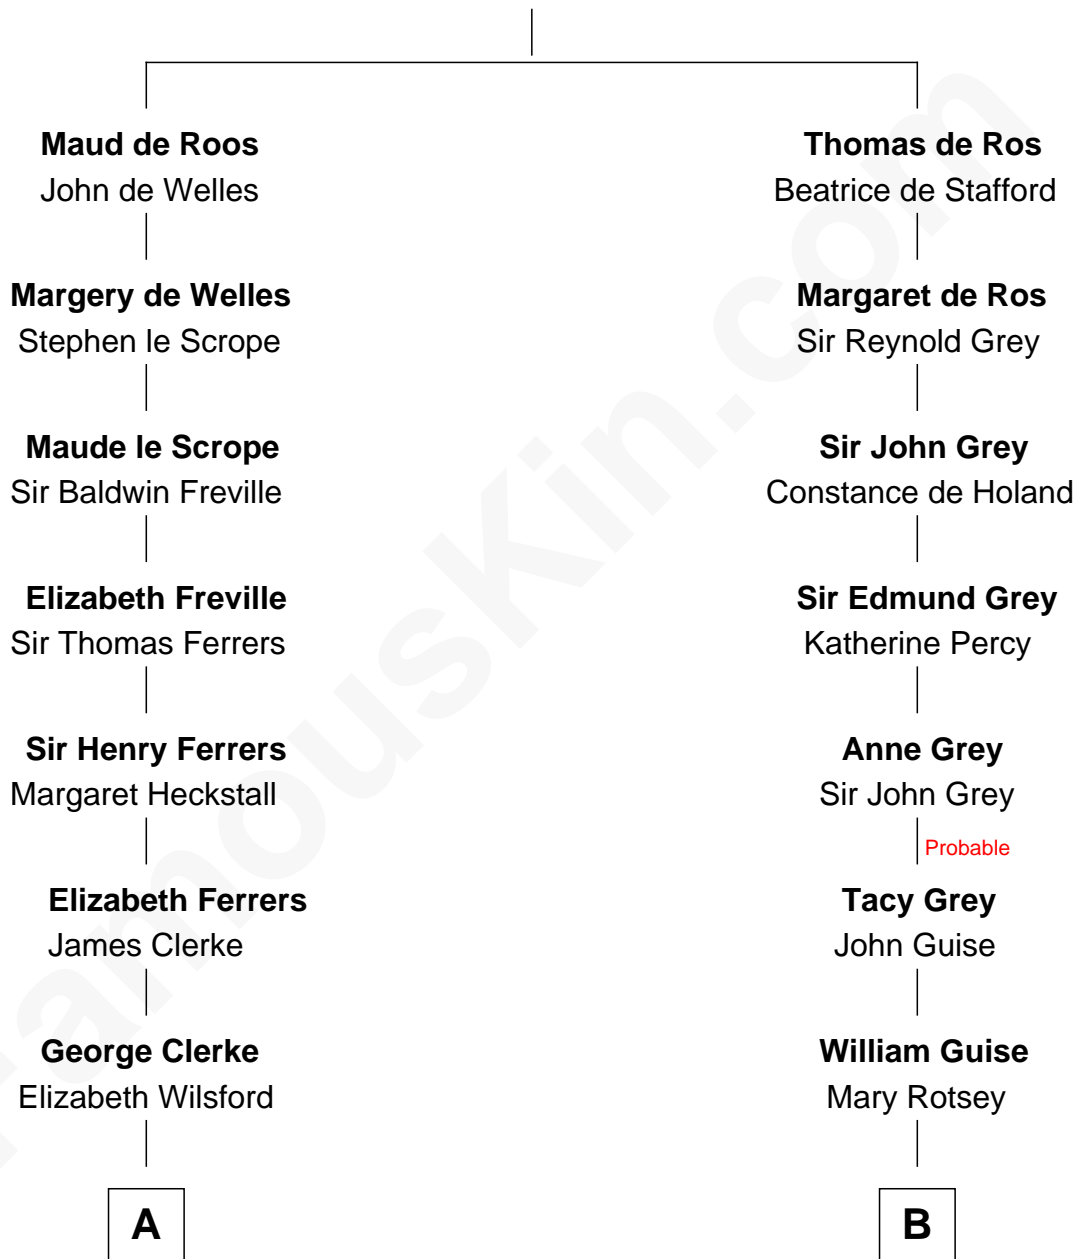 Maud de Roos
John de Welles
Margery de Welles
Stephen le Scrope
Maude le Scrope
Sir Baldwin Freville
Elizabeth Freville
Sir Thomas Ferrers
Sir Henry Ferrers
Margaret Heckstall
Elizabeth Ferrers
James Clerke
George Clerke
Elizabeth Wilsford
A
Thomas de Ros
Beatrice de Stafford
Margaret de Ros
Sir Reynold Grey
Sir John Grey
Constance de Holand
Sir Edmund Grey
Katherine Percy
Anne Grey
Sir John Grey
Probable
Tacy Grey
John Guise
William Guise
Mary Rotsey
B
FamousKin.com